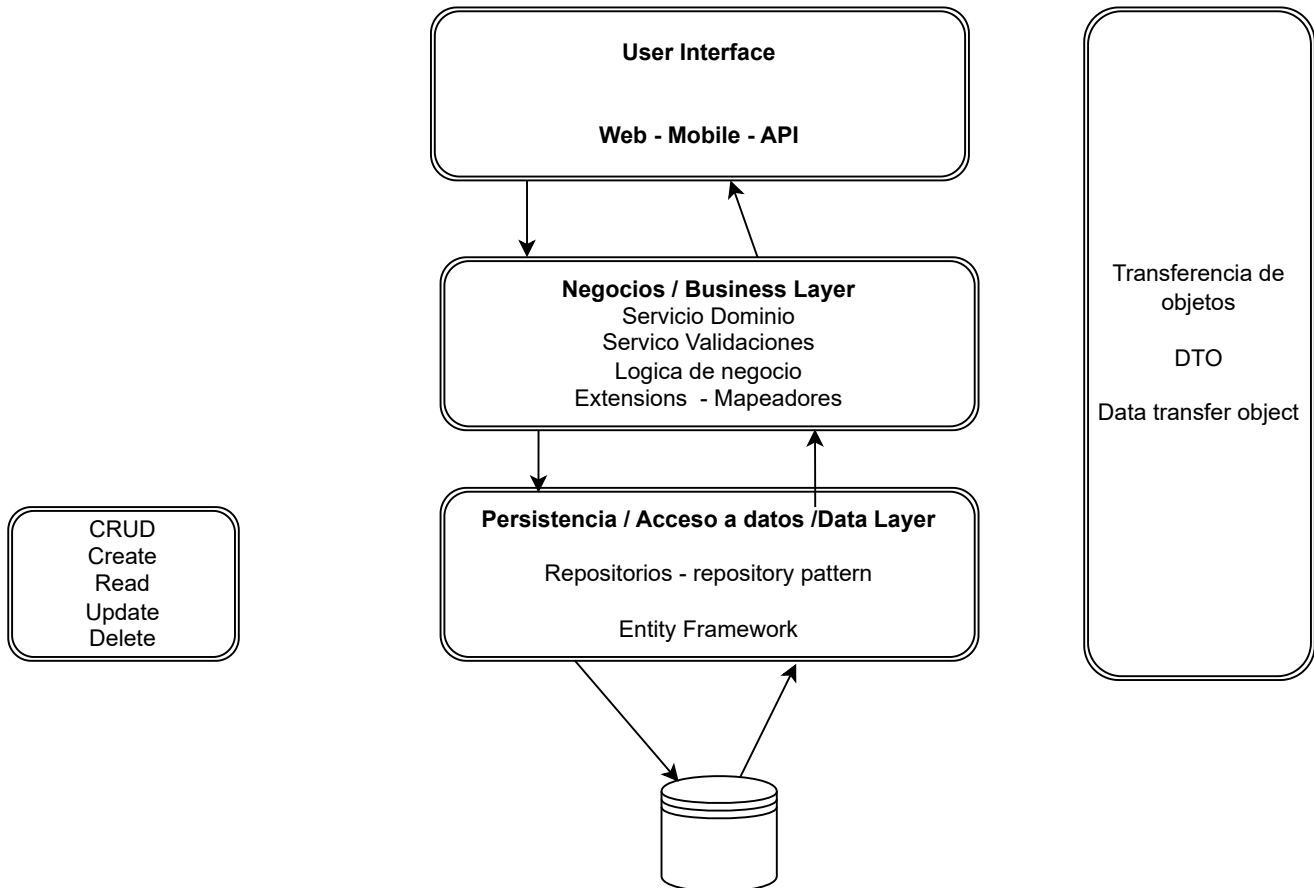 User Interface
Web - Mobile - API
Negocios / Business Layer
Servicio Dominio
Servico Validaciones
Logica de negocio
Extensions - Mapeadores
Persistencia / Acceso a datos /Data Layer
Repositorios - repository pattern
Entity Framework
CRUD
Create
Read
Update
Delete
Transferencia de
objetos
DTO
Data transfer object